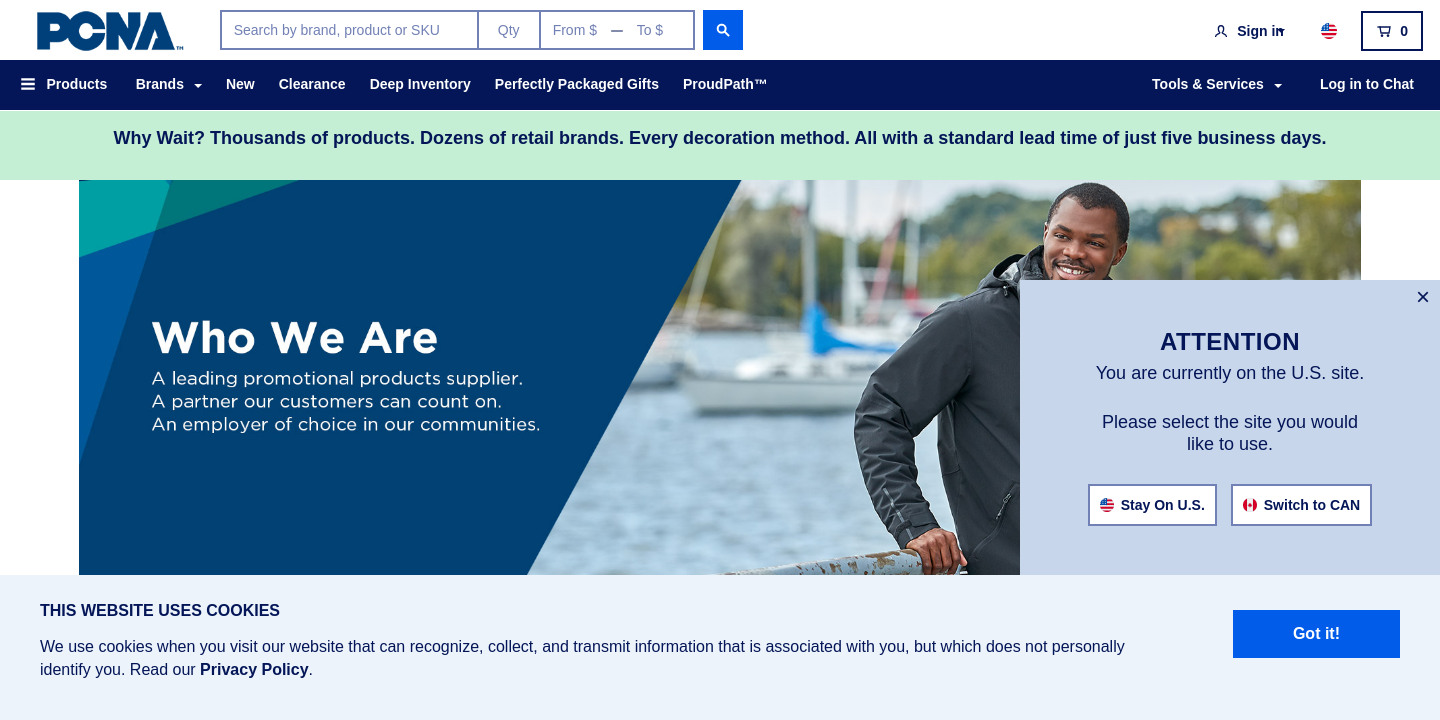 PCNA™
Search by brand, product or SKU
Qty
From $ — To $
Sign in
0
Products
Brands
New
Clearance
Deep Inventory
Perfectly Packaged Gifts
ProudPath™
Tools & Services
Log in to Chat
Why Wait? Thousands of products. Dozens of retail brands. Every decoration method. All with a standard lead time of just five business days.
Who We Are
A leading promotional products supplier.
A partner our customers can count on.
An employer of choice in our communities.
×
ATTENTION
You are currently on the U.S. site.
Please select the site you would
like to use.
Stay On U.S.
Switch to CAN
THIS WEBSITE USES COOKIES
We use cookies when you visit our website that can recognize, collect, and transmit information that is associated with you, but which does not personally
identify you. Read our Privacy Policy.
Got it!